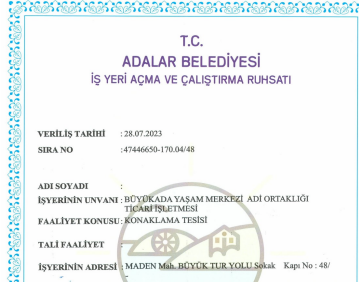 T.C.
ADALAR BELEDİYESİ
İŞ YERİ AÇMA VE ÇALIŞTIRMA RUHSATI
VERİLİŞ TARİHİ : 28.07.2023
SIRA NO : 47446650-170.04/48
ADI SOYADI :
İŞYERİNİN UNVANI : BÜYÜKADA YAŞAM MERKEZİ ADİ ORTAKLIĞI
TİCARİ İŞLETMESİ
FAALİYET KONUSU : KONAKLAMA TESİSİ
TALİ FAALİYET :
İŞYERİNİN ADRESİ : MADEN Mah. BÜYÜK TUR YOLU Sokak Kapı No : 48/